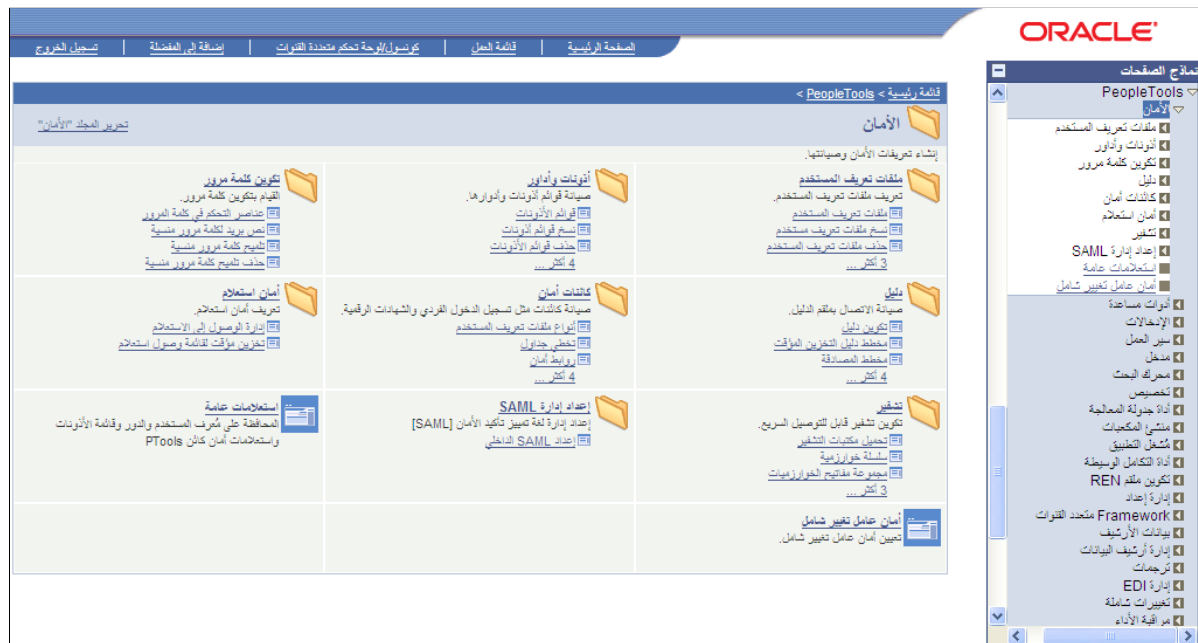 ORACLE
الصفحة الرئيسية | قائمة العمل | كونسول/لوحة تحكم متعددة القنوات | إضافة إلى المفضلة | تسجيل الخروج
نماذج الصفحات
PeopleTools
الأمان
ملفات تعريف المستخدم
أذونات وأداور
تكوين كلمة مرور
دليل
كائنات أمان
أمان استعلام
تشفير
إعداد إدارة SAML
استعلامات عامة
أمان عامل تغيير شامل
أدوات مساعدة
الإدخالات
سير العمل
مدخل
محرك البحث
تخصيص
أداة جدولة المعالجة
منشئ المكعبات
مُشغل التطبيق
أداة التكامل الوسيطة
تكوين ملقم REN
إدارة إعداد
Framework متعدد القنوات
بيانات الأرشيف
إدارة أرشيف البيانات
ترجمات
إدارة EDI
تغييرات شاملة
مراقبة الأداء
قائمة رئيسية > PeopleTools >
الأمان
تحرير المجلد "الأمان"
إنشاء تعريفات الأمان وصيانتها.
ملفات تعريف المستخدم
تعريف ملفات تعريف المستخدم.
ملفات تعريف المستخدم
نسخ ملفات تعريف مستخدم
حذف ملفات تعريف المستخدم
3 أكثر ...
أذونات وأداور
صيانة قوائم أذونات وأدوارها.
قوائم الأذونات
نسخ قوائم أذونات
حذف قوائم الأذونات
4 أكثر ...
تكوين كلمة مرور
القيام بتكوين كلمة مرور.
عناصر التحكم في كلمة المرور
نص بريد لكلمة مرور منسية
تلميح كلمة مرور منسية
حذف تلميح كلمة مرور منسية
دليل
صيانة الاتصال بملقم الدليل.
تكوين دليل
مخطط دليل التخزين المؤقت
مخطط المصادقة
4 أكثر ...
كائنات أمان
صيانة كائنات مثل تسجيل الدخول الفردي والشهادات الرقمية.
أنواع ملفات تعريف المستخدم
تخطي جداول
روابط أمان
4 أكثر ...
أمان استعلام
تعريف أمان استعلام.
إدارة الوصول إلى الاستعلام
تخزين مؤقت لقائمة وصول استعلام
تشفير
تكوين تشفير قابل للتوصيل السريع.
تحميل مكتبات التشفير
سلسلة خوارزمية
مجموعة مفاتيح الخوارزميات
3 أكثر ...
إعداد إدارة SAML
إعداد إدارة لغة تمييز تأكيد الأمان [SAML]
إعداد SAML الداخلي
استعلامات عامة
المحافظة على مُعرف المستخدم والدور وقائمة الأذونات
واستعلامات أمان كائن PTools
أمان عامل تغيير شامل
تعيين أمان عامل تغيير شامل.